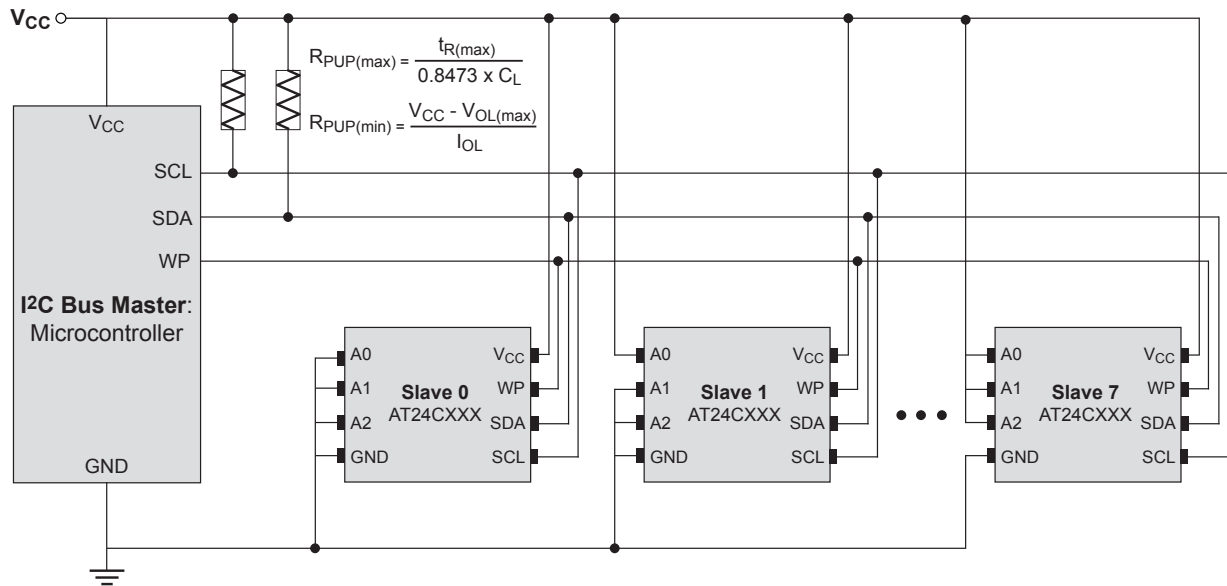 VCC
RPUP(max) = tR(max)
0.8473 x CL
RPUP(min) = VCC - VOL(max)
IOL
VCC
SCL
SDA
WP
I2C Bus Master:
Microcontroller
GND
A0
A1
A2
GND
Slave 0
AT24CXXX
VCC
WP
SDA
SCL
A0
A1
A2
GND
Slave 1
AT24CXXX
VCC
WP
SDA
SCL
A0
A1
A2
GND
Slave 7
AT24CXXX
VCC
WP
SDA
SCL